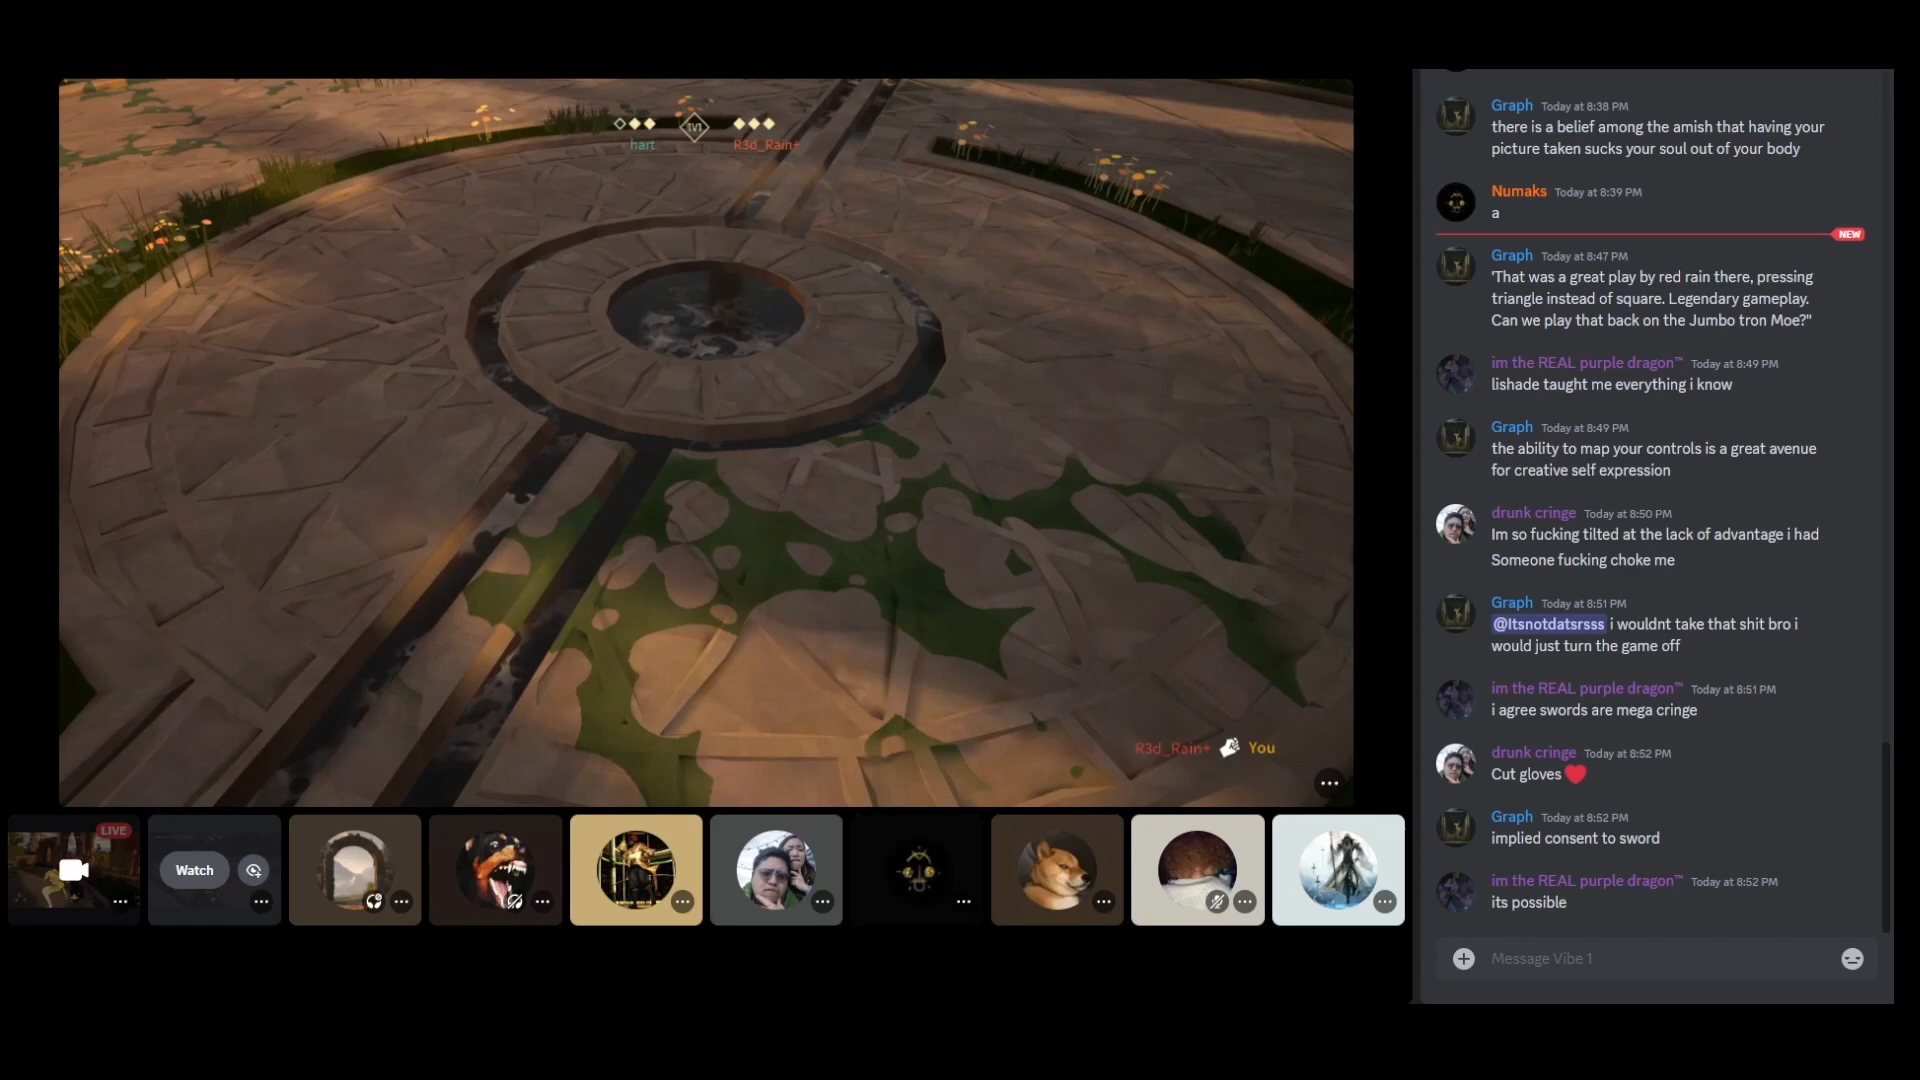 1V1
hart
R3d_Rain+
R3d_Rain+ You
LIVE
Watch
Graph Today at 8:38 PM
there is a belief among the amish that having your
picture taken sucks your soul out of your body
Numaks Today at 8:39 PM
a
NEW
Graph Today at 8:47 PM
'That was a great play by red rain there, pressing
triangle instead of square. Legendary gameplay.
Can we play that back on the Jumbo tron Moe?"
im the REAL purple dragon™ Today at 8:49 PM
lishade taught me everything i know
Graph Today at 8:49 PM
the ability to map your controls is a great avenue
for creative self expression
drunk cringe Today at 8:50 PM
Im so fucking tilted at the lack of advantage i had
Someone fucking choke me
Graph Today at 8:51 PM
@Itsnotdatsrsss i wouldnt take that shit bro i
would just turn the game off
im the REAL purple dragon™ Today at 8:51 PM
i agree swords are mega cringe
drunk cringe Today at 8:52 PM
Cut gloves ❤️
Graph Today at 8:52 PM
implied consent to sword
im the REAL purple dragon™ Today at 8:52 PM
its possible
Message Vibe 1